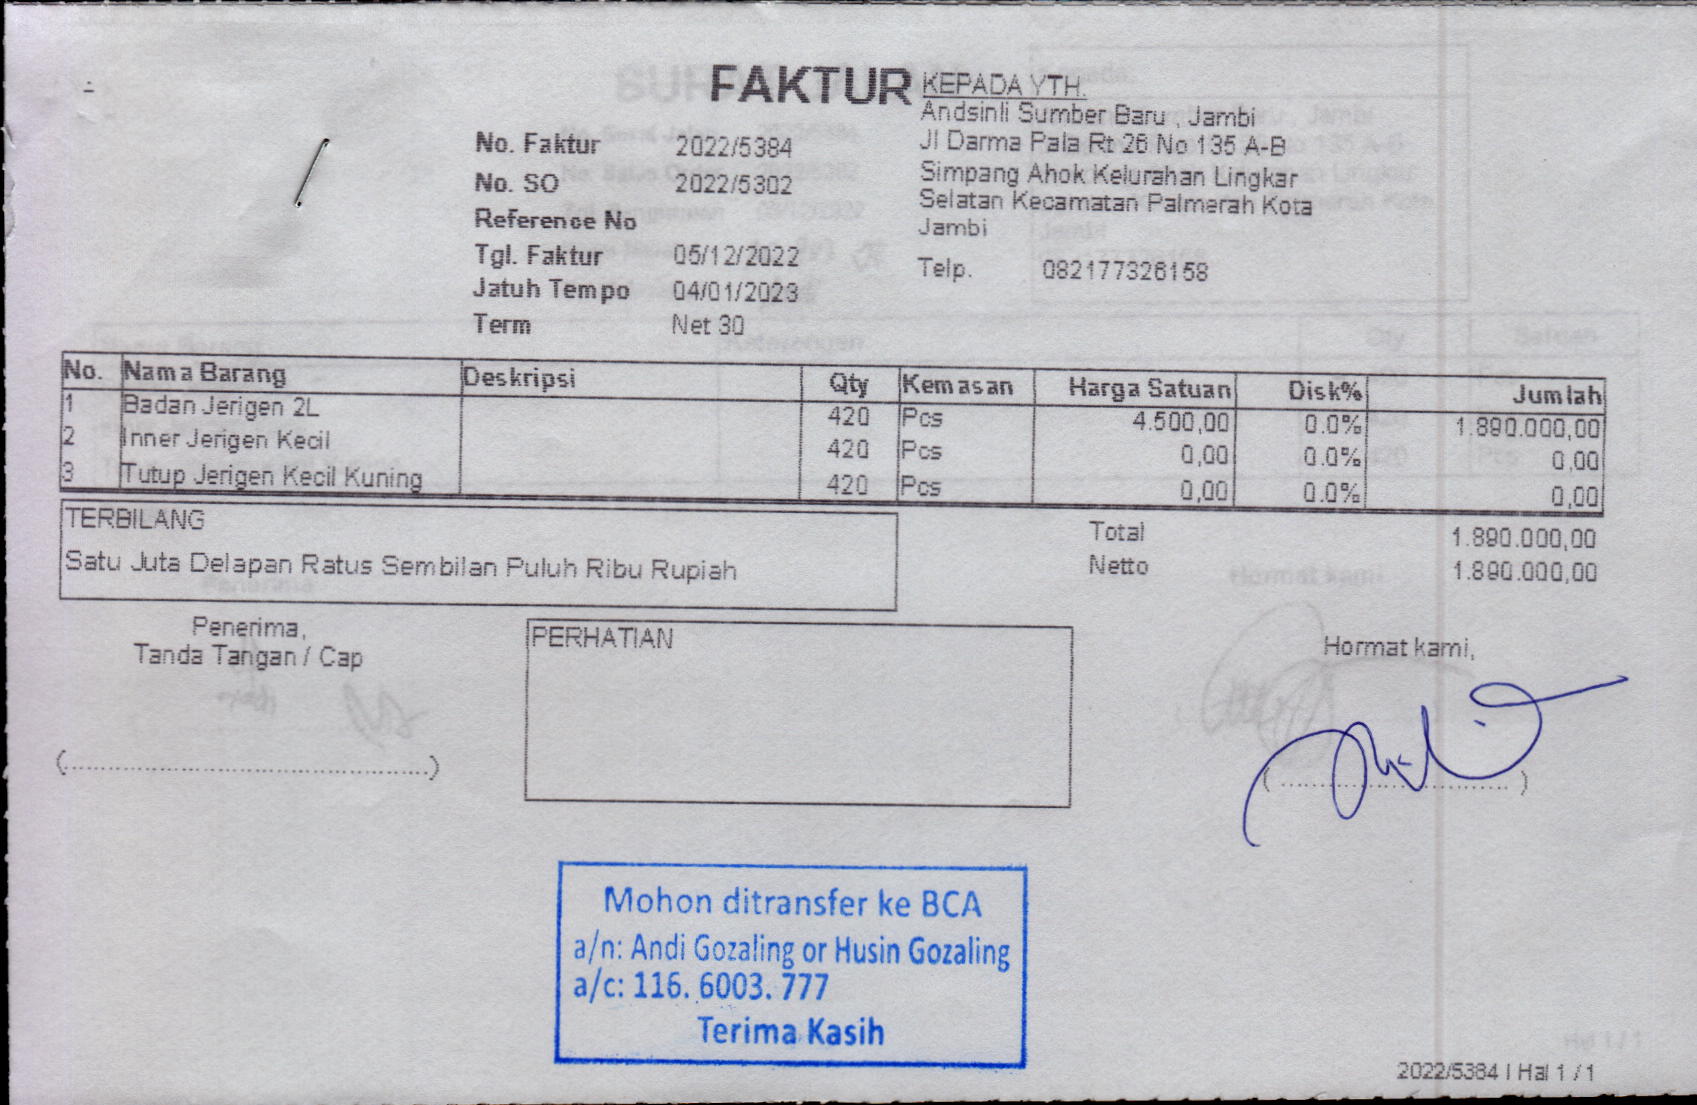 FAKTUR
KEPADA YTH.
Andsinli Sumber Baru , Jambi
Jl Darma Pala Rt 26 No 135 A-B
Simpang Ahok Kelurahan Lingkar
Selatan Kecamatan Palmerah Kota
Jambi
Telp. 082177326158
No. Faktur 2022/5384
No. SO 2022/5302
Reference No
Tgl. Faktur 05/12/2022
Jatuh Tempo 04/01/2023
Term Net 30
No. Nama Barang Deskripsi Qty Kemasan Harga Satuan Disk% Jumlah
1 Badan Jerigen 2L 420 Pcs 4.500,00 0.0% 1.890.000,00
2 Inner Jerigen Kecil 420 Pcs 0,00 0.0% 0,00
3 Tutup Jerigen Kecil Kuning 420 Pcs 0,00 0.0% 0,00
TERBILANG
Satu Juta Delapan Ratus Sembilan Puluh Ribu Rupiah
Total 1.890.000,00
Netto 1.890.000,00
Penerima,
Tanda Tangan / Cap
(.................................................)
PERHATIAN
Hormat kami,
(...............................)
Mohon ditransfer ke BCA
a/n: Andi Gozaling or Husin Gozaling
a/c: 116. 6003. 777
Terima Kasih
2022/5384 | Hal 1 / 1